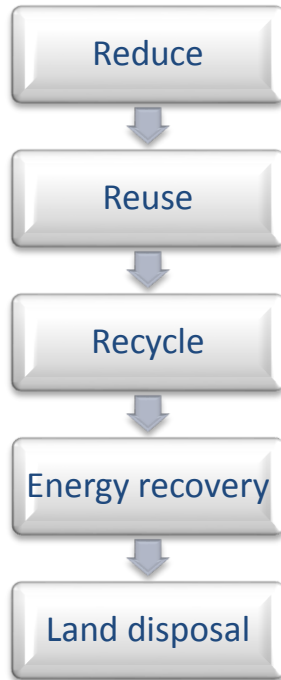 Reduce
Reuse
Recycle
Energy recovery
Land disposal